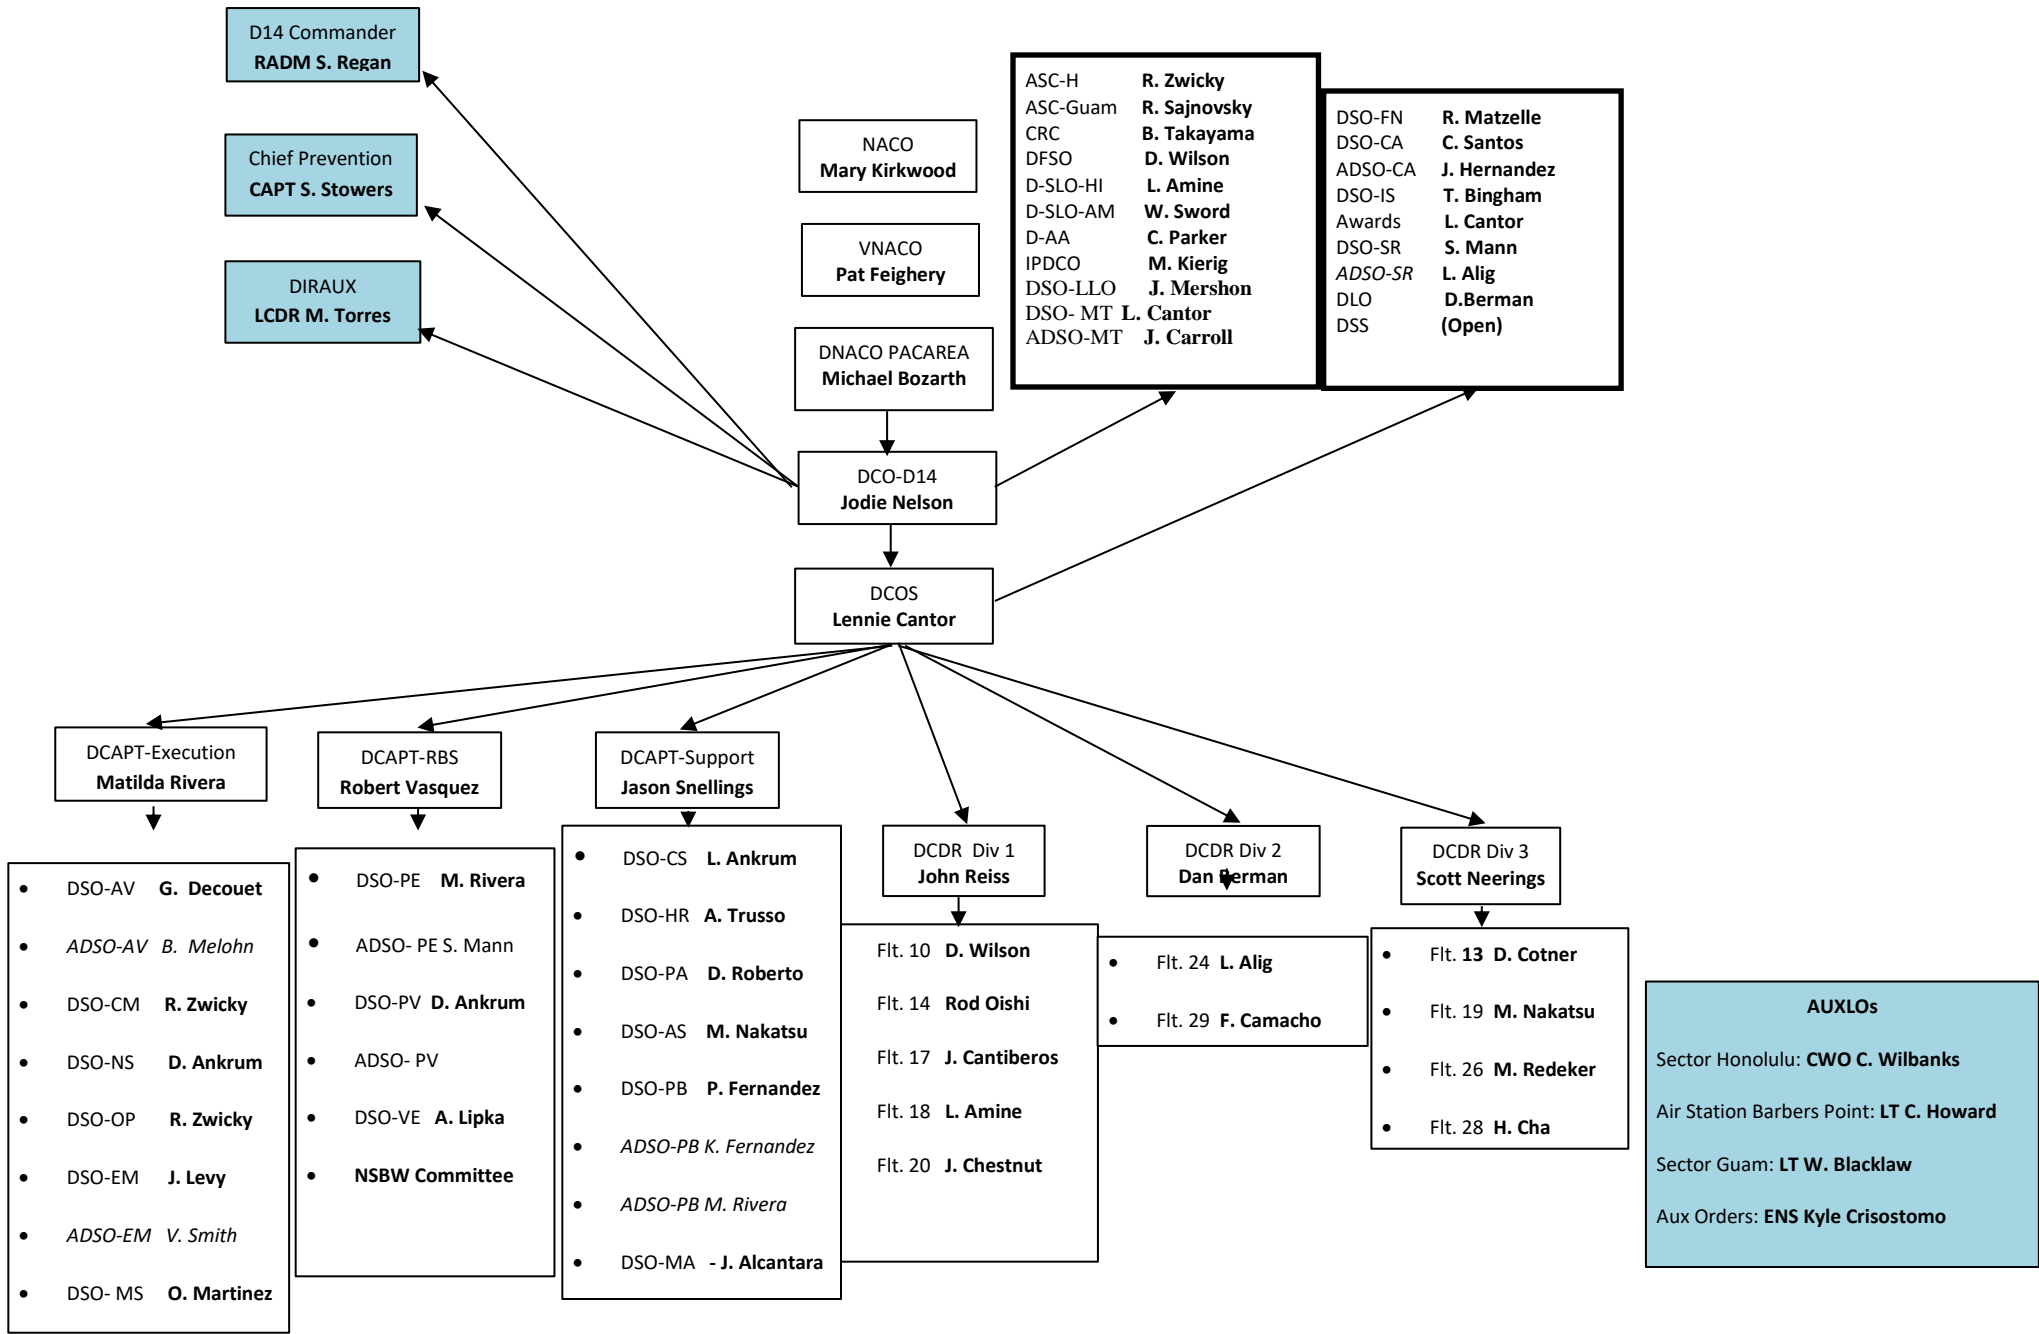 D14 Commander
RADM S. Regan
Chief Prevention
CAPT S. Stowers
DIRAUX
LCDR M. Torres
NACO
Mary Kirkwood
VNACO
Pat Feighery
DNACO PACAREA
Michael Bozarth
DCO-D14
Jodie Nelson
DCOS
Lennie Cantor
ASC-H R. Zwicky
ASC-Guam R. Sajnovsky
CRC B. Takayama
DFSO D. Wilson
D-SLO-HI L. Amine
D-SLO-AM W. Sword
D-AA C. Parker
IPDCO M. Kierig
DSO-LLO J. Mershon
DSO- MT L. Cantor
ADSO-MT J. Carroll
DSO-FN R. Matzelle
DSO-CA C. Santos
ADSO-CA J. Hernandez
DSO-IS T. Bingham
Awards L. Cantor
DSO-SR S. Mann
ADSO-SR L. Alig
DLO D.Berman
DSS (Open)
DCAPT-Execution
Matilda Rivera
• DSO-AV G. Decouet
• ADSO-AV B. Melohn
• DSO-CM R. Zwicky
• DSO-NS D. Ankrum
• DSO-OP R. Zwicky
• DSO-EM J. Levy
• ADSO-EM V. Smith
• DSO- MS O. Martinez
DCAPT-RBS
Robert Vasquez
• DSO-PE M. Rivera
• ADSO- PE S. Mann
• DSO-PV D. Ankrum
• ADSO- PV
• DSO-VE A. Lipka
• NSBW Committee
DCAPT-Support
Jason Snellings
• DSO-CS L. Ankrum
• DSO-HR A. Trusso
• DSO-PA D. Roberto
• DSO-AS M. Nakatsu
• DSO-PB P. Fernandez
• ADSO-PB K. Fernandez
• ADSO-PB M. Rivera
• DSO-MA - J. Alcantara
DCDR Div 1
John Reiss
Flt. 10 D. Wilson
Flt. 14 Rod Oishi
Flt. 17 J. Cantiberos
Flt. 18 L. Amine
Flt. 20 J. Chestnut
DCDR Div 2
Dan Berman
• Flt. 24 L. Alig
• Flt. 29 F. Camacho
DCDR Div 3
Scott Neerings
• Flt. 13 D. Cotner
• Flt. 19 M. Nakatsu
• Flt. 26 M. Redeker
• Flt. 28 H. Cha
AUXLOs
Sector Honolulu: CWO C. Wilbanks
Air Station Barbers Point: LT C. Howard
Sector Guam: LT W. Blacklaw
Aux Orders: ENS Kyle Crisostomo